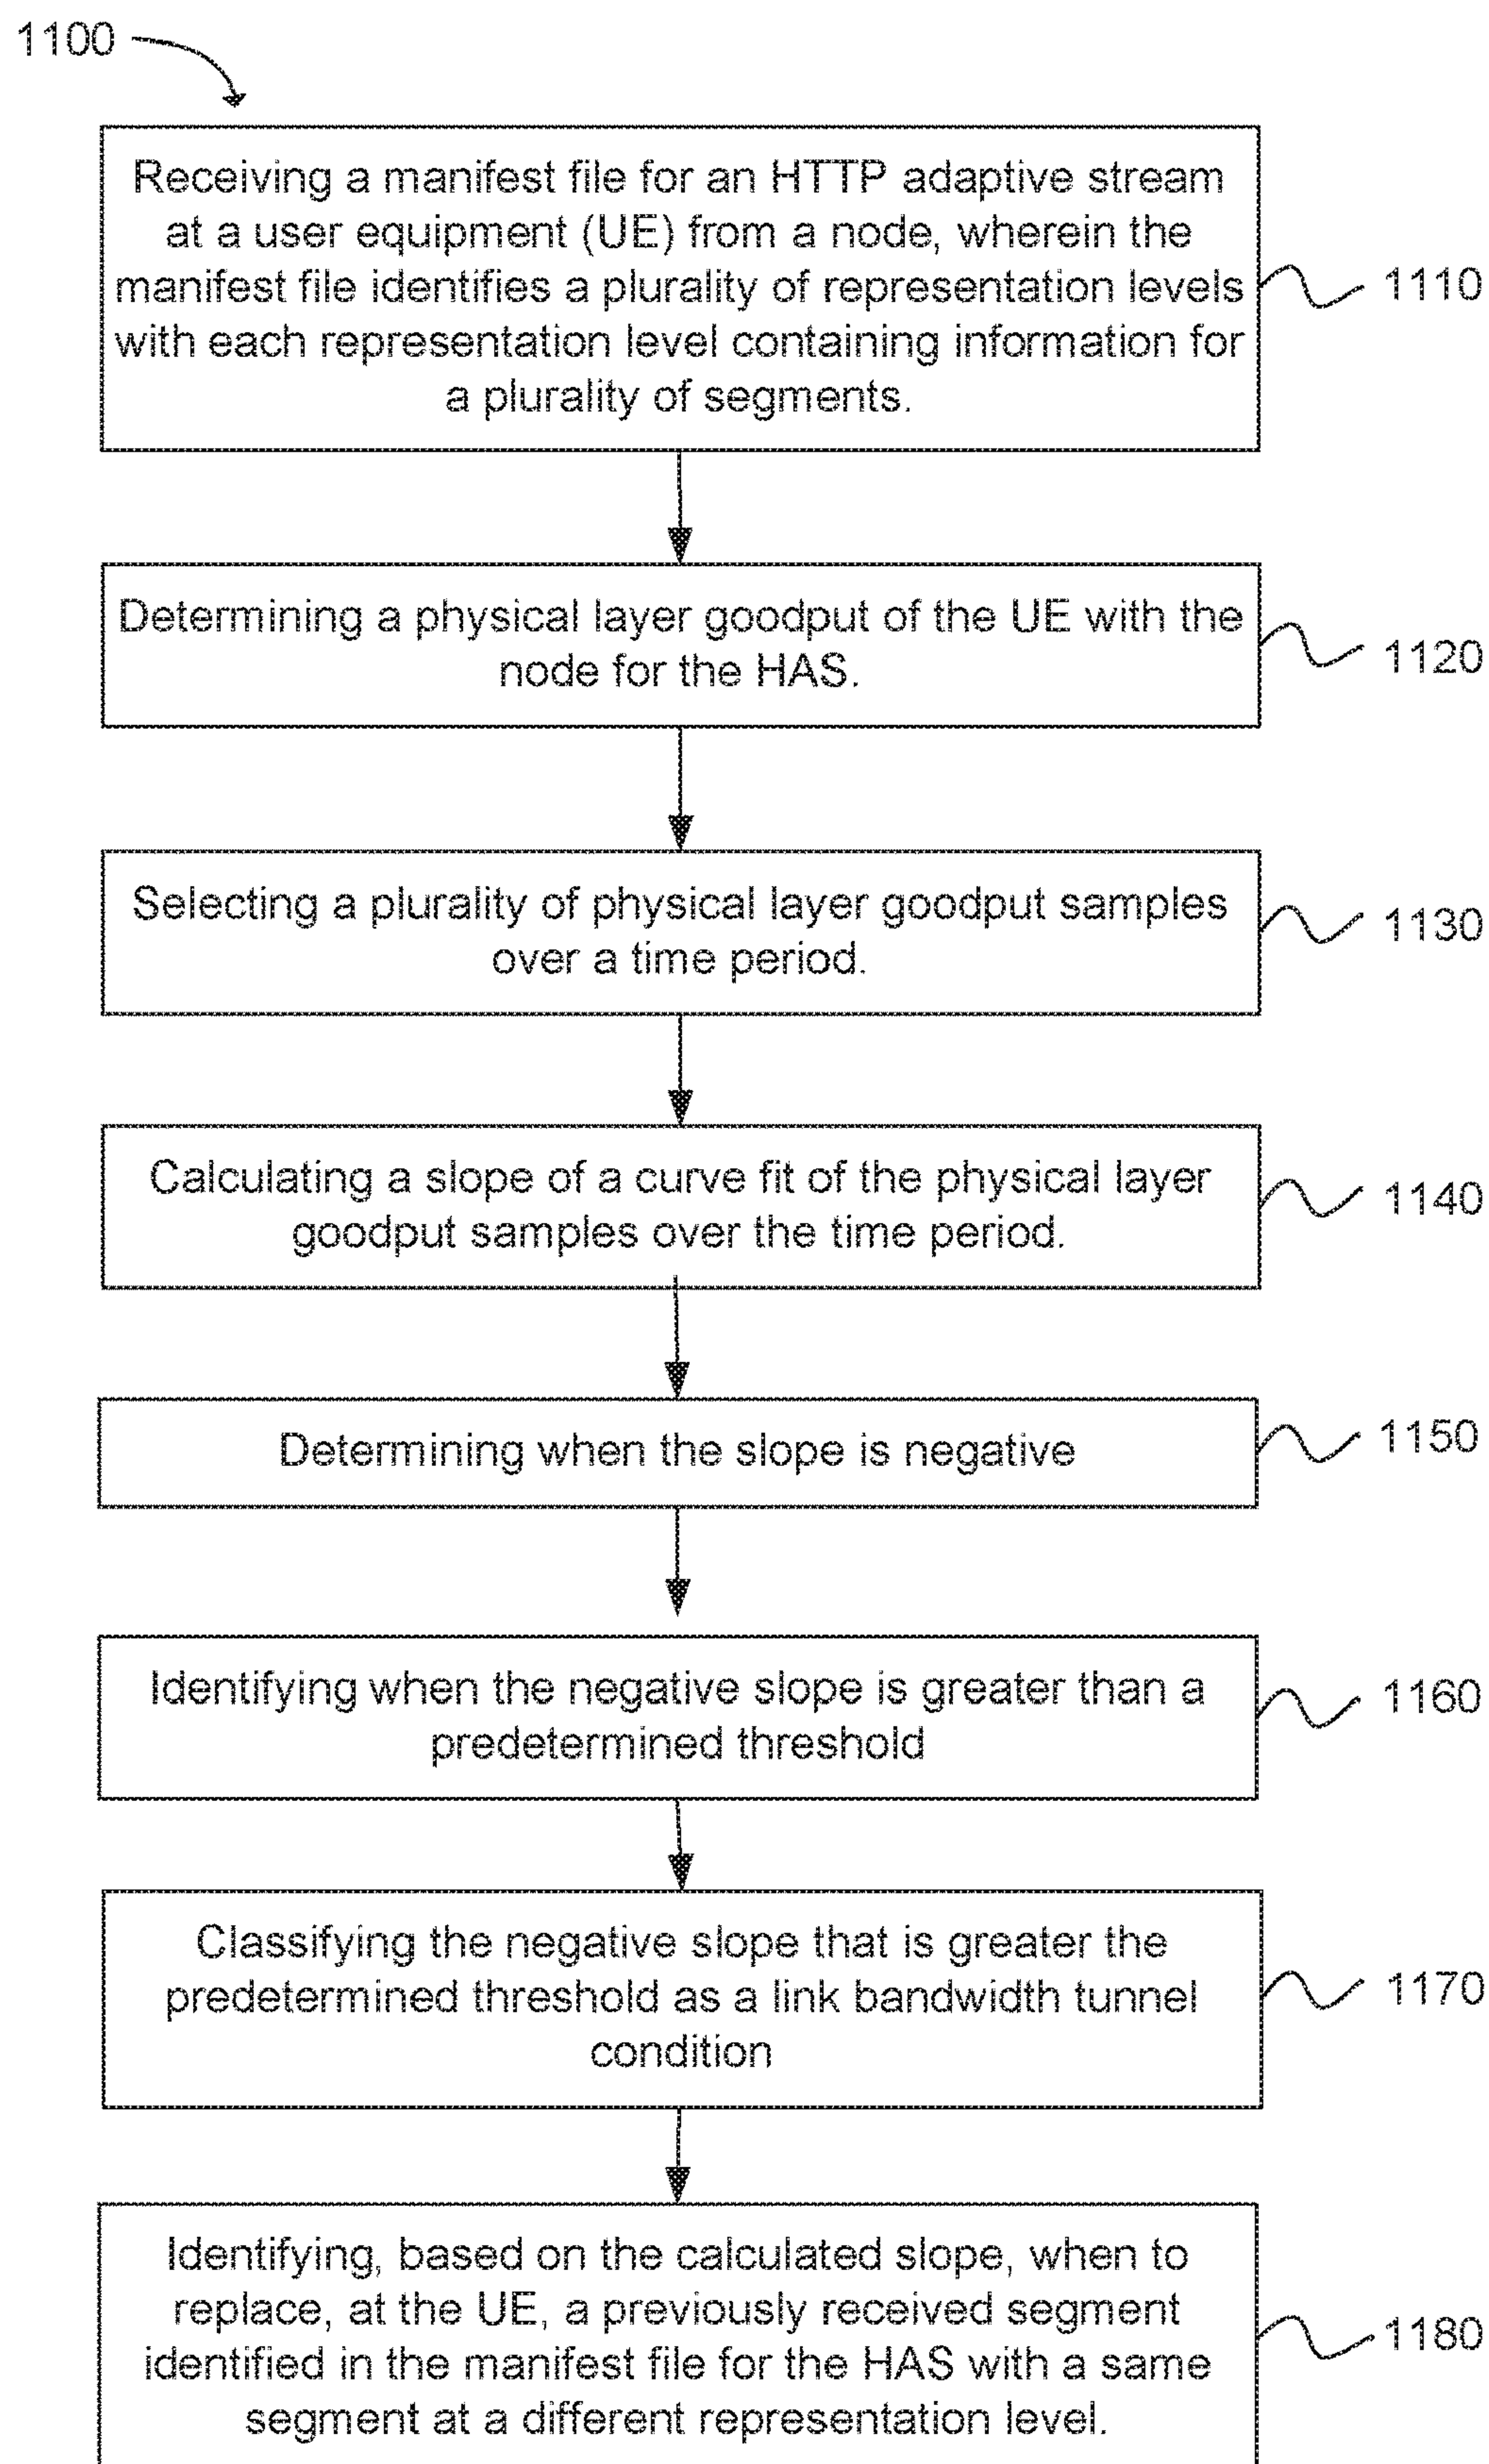 1100
Receiving a manifest file for an HTTP adaptive stream
at a user equipment (UE) from a node, wherein the
manifest file identifies a plurality of representation levels
with each representation level containing information for
a plurality of segments.
1110
Determining a physical layer goodput of the UE with the
node for the HAS.
1120
Selecting a plurality of physical layer goodput samples
over a time period.
1130
Calculating a slope of a curve fit of the physical layer
goodput samples over the time period.
1140
Determining when the slope is negative
1150
Identifying when the negative slope is greater than a
predetermined threshold
1160
Classifying the negative slope that is greater the
predetermined threshold as a link bandwidth tunnel
condition
1170
Identifying, based on the calculated slope, when to
replace, at the UE, a previously received segment
identified in the manifest file for the HAS with a same
segment at a different representation level.
1180